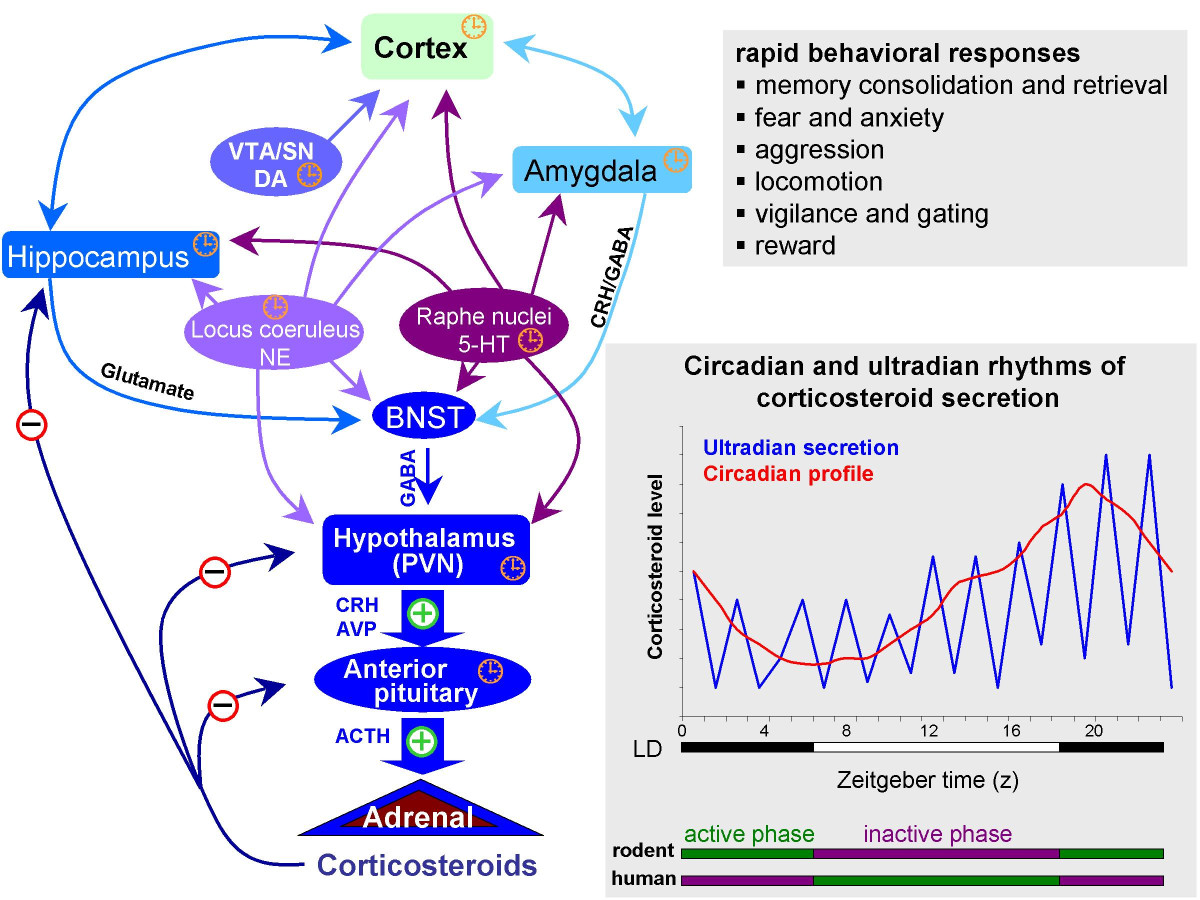 Cortex
VTA/SN
DA
Amygdala
Hippocampus
Locus coeruleus
NE
Raphe nuclei
5-HT
CRH/GABA
Glutamate
BNST
GABA
Hypothalamus
(PVN)
CRH
AVP
Anterior
pituitary
ACTH
Adrenal
Corticosteroids
rapid behavioral responses
▪ memory consolidation and retrieval
▪ fear and anxiety
▪ aggression
▪ locomotion
▪ vigilance and gating
▪ reward
Circadian and ultradian rhythms of
corticosteroid secretion
Ultradian secretion
Circadian profile
Corticosteroid level
0 4 8 12 16 20
LD
Zeitgeber time (z)
active phase inactive phase
rodent
human